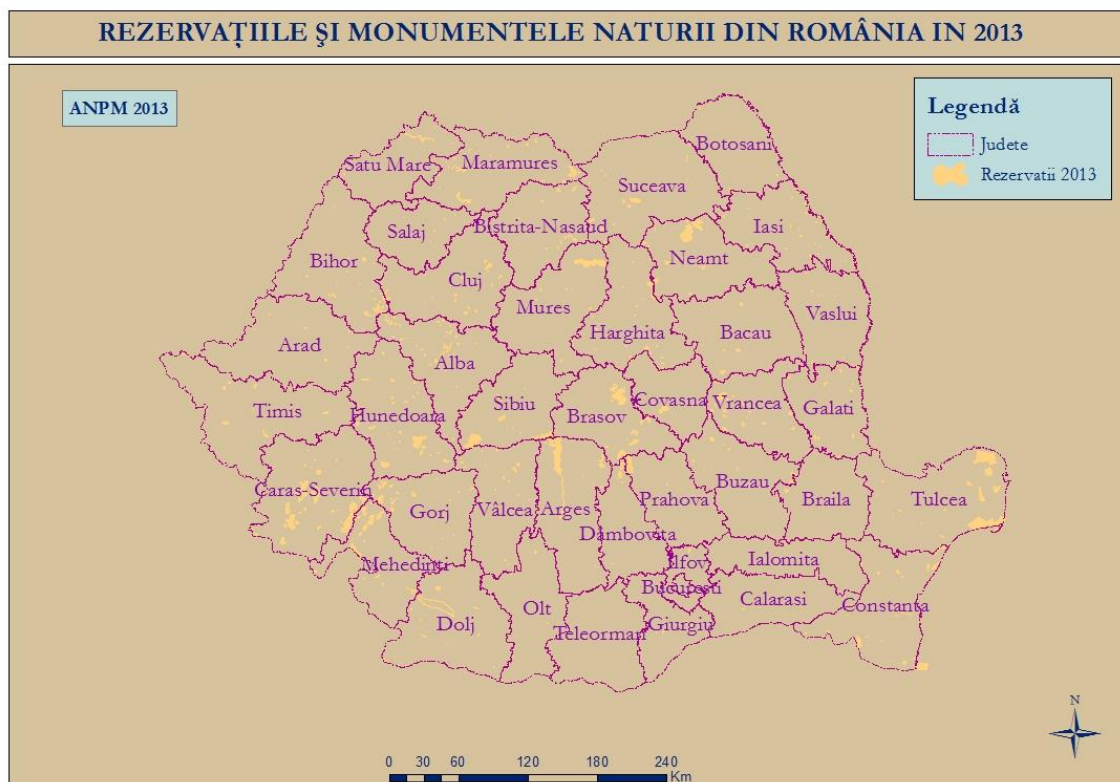 REZERVAȚIILE ŞI MONUMENTELE NATURII DIN ROMÂNIA IN 2013
ANPM 2013
Legendă
Judete
Rezervatii 2013
Botosani
Satu Mare
Maramures
Suceava
Iasi
Salaj
Bistrita-Nasaud
Neamt
Bihor
Cluj
Mures
Harghita
Bacau
Vaslui
Arad
Alba
Timis
Hunedoara
Sibiu
Brasov
Covasna
Vrancea
Galati
Caras-Severin
Gorj
Vâlcea
Arges
Dâmbovita
Prahova
Buzau
Braila
Tulcea
Mehedinți
Ilfov
Ialomita
Bucuresti
Calarasi
Constanta
Dolj
Olt
Teleorman
Giurgiu
N
0 30 60 120 180 240
Km